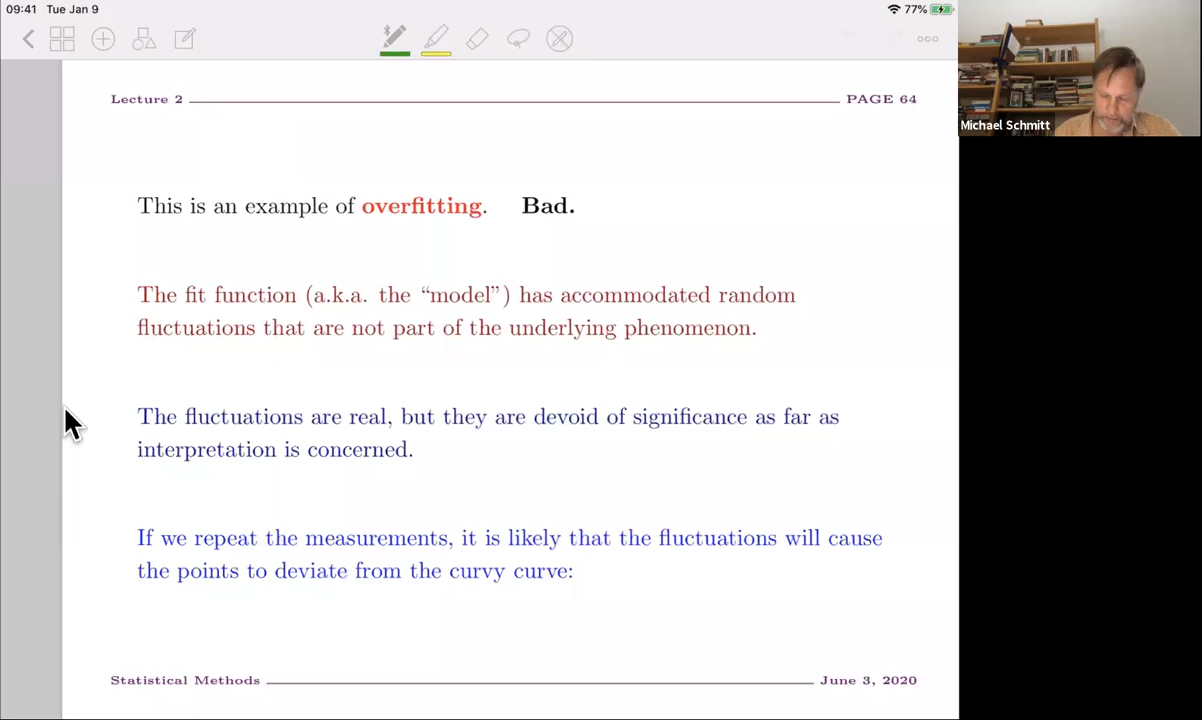 09:41 Tue Jan 9
77%
Lecture 2 PAGE 64
Michael Schmitt
This is an example of overfitting. Bad.
The fit function (a.k.a. the “model”) has accommodated random
fluctuations that are not part of the underlying phenomenon.
The fluctuations are real, but they are devoid of significance as far as
interpretation is concerned.
If we repeat the measurements, it is likely that the fluctuations will cause
the points to deviate from the curvy curve:
Statistical Methods June 3, 2020